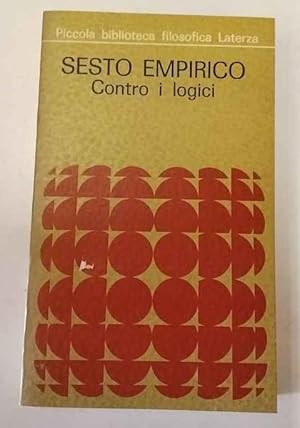 Piccola biblioteca filosofica Laterza
SESTO EMPIRICO
Contro i logici